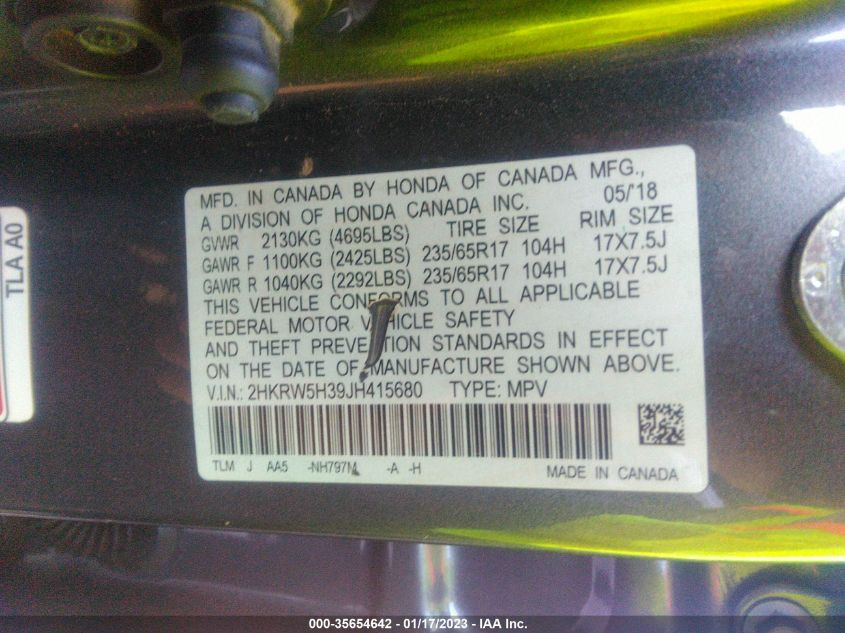 MFD. IN CANADA BY HONDA OF CANADA MFG.,
A DIVISION OF HONDA CANADA INC. 05/'18
GVWR 2130KG (4695LBS) TIRE SIZE RIM SIZE
GAWR F 1100KG (2425LBS) 235/65R17 104H 17X7.5J
GAWR R 1040KG (2292LBS) 235/65R17 104H 17X7.5J
THIS VEHICLE CONFORMS TO ALL APPLICABLE
FEDERAL MOTOR VEHICLE SAFETY
AND THEFT PREVENTION STANDARDS IN EFFECT
ON THE DATE OF MANUFACTURE SHOWN ABOVE.
V.I.N.: 2HKRW5H39JH415680 TYPE: MPV
TLM J AA5 -NH797M -A -H MADE IN CANADA
TLA A0
000-35654642 - 01/17/2023 - IAA Inc.